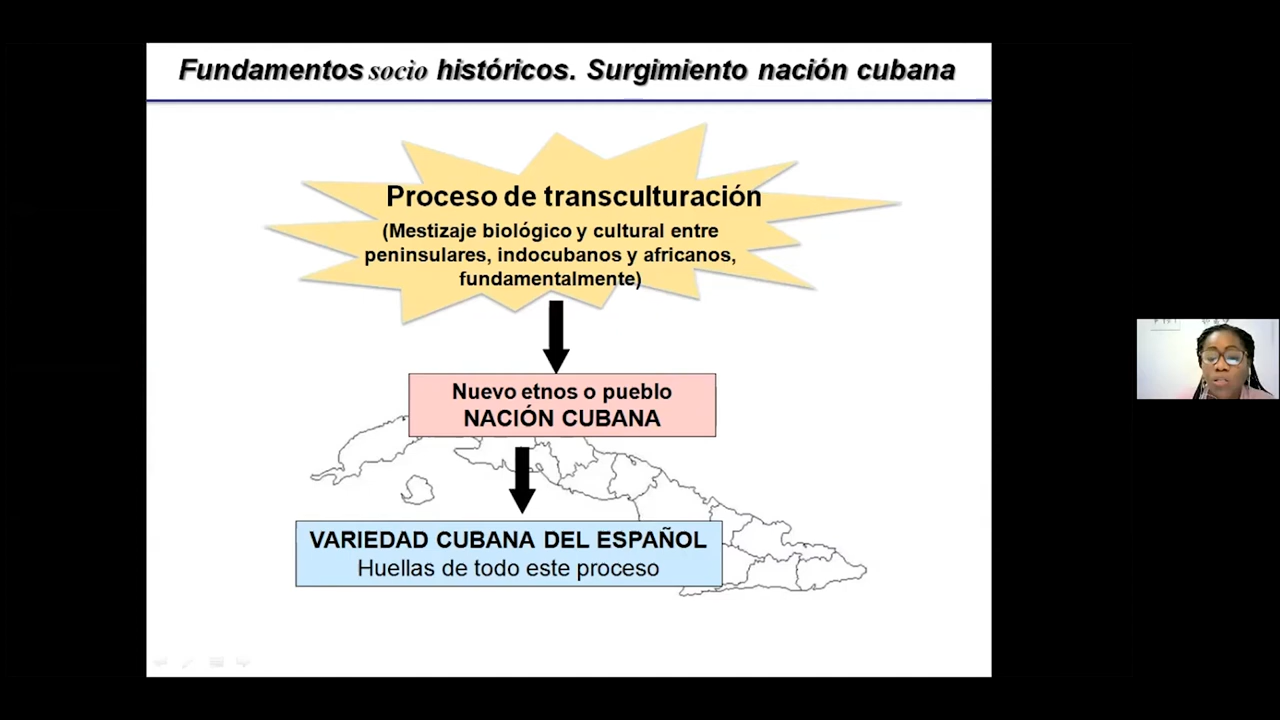 Fundamentos socio históricos. Surgimiento nación cubana
Proceso de transculturación
(Mestizaje biológico y cultural entre
peninsulares, indocubanos y africanos,
fundamentalmente)
Nuevo etnos o pueblo
NACIÓN CUBANA
VARIEDAD CUBANA DEL ESPAÑOL
Huellas de todo este proceso